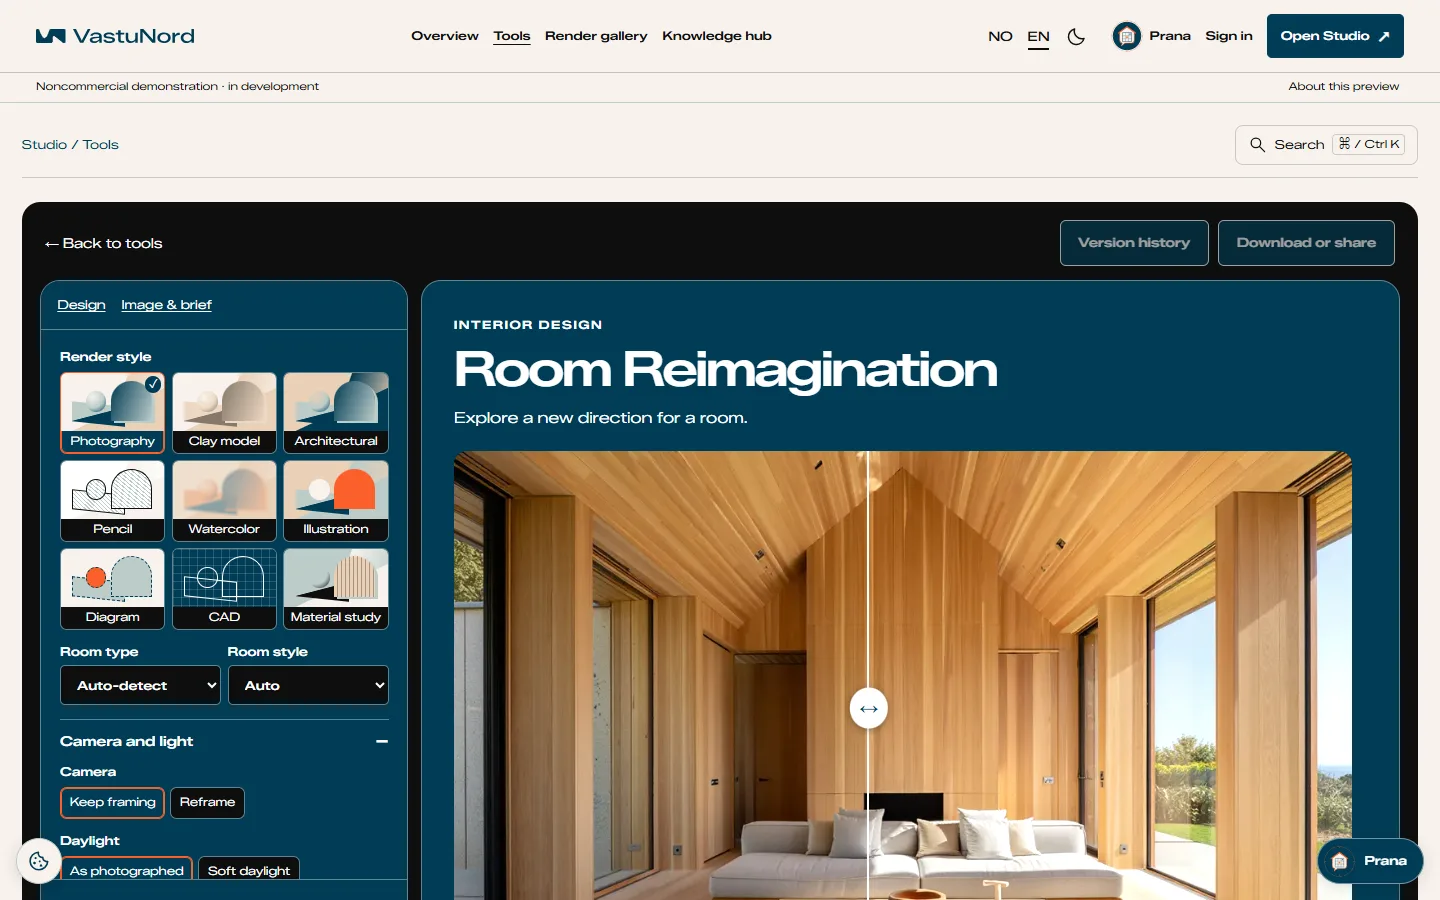 VastuNord
Overview Tools Render gallery Knowledge hub
NO EN Prana Sign in Open Studio ↗
Noncommercial demonstration · in development
About this preview
Studio / Tools
Search ⌘ / Ctrl K
← Back to tools
Version history
Download or share
Design Image & brief
Render style
Photography Clay model Architectural
Pencil Watercolor Illustration
Diagram CAD Material study
Room type Room style
Auto-detect Auto
Camera and light
Camera
Keep framing Reframe
Daylight
As photographed Soft daylight
INTERIOR DESIGN
Room Reimagination
Explore a new direction for a room.
Prana